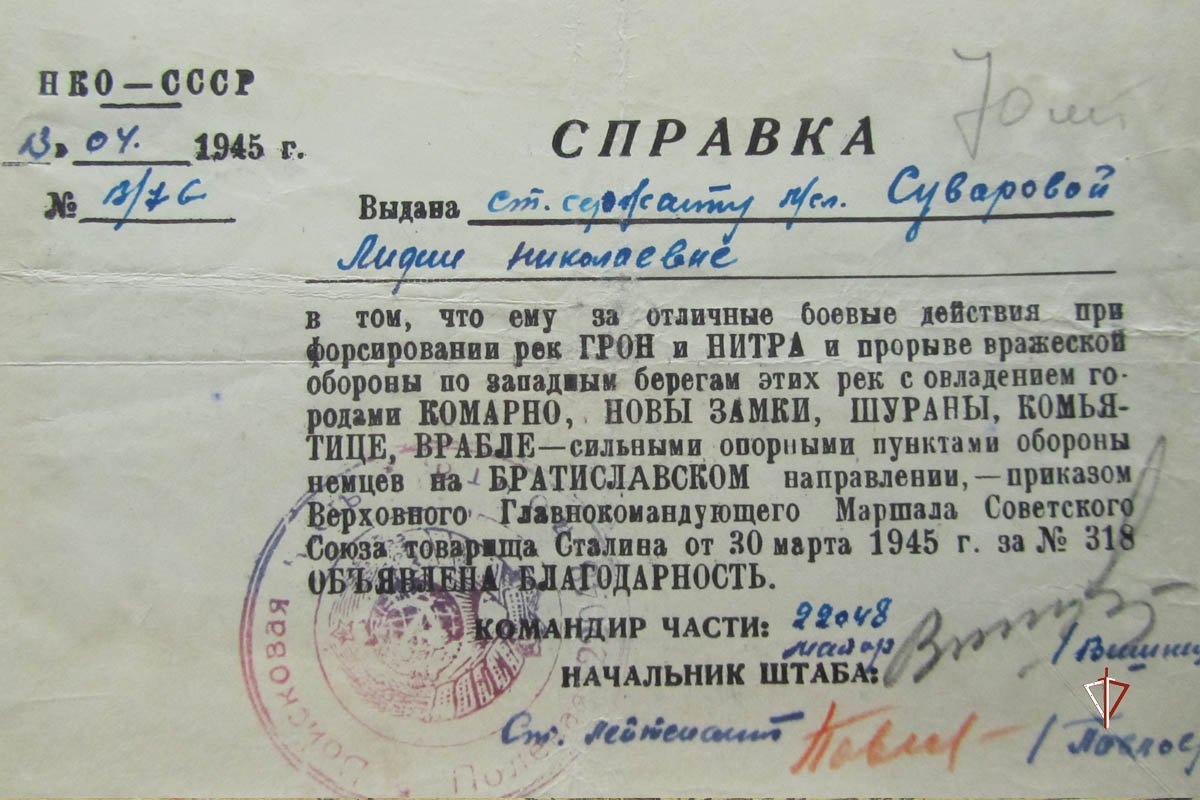 НКО — СССР
13 » 04. 1945 г.
№ В/76
СПРАВКА
Выдана ст. сержанту м/сл. Суваровой
Лидии Николаевне
в том, что ему за отличные боевые действия при
форсировании рек ГРОН и НИТРА и прорыве вражеской
обороны по западным берегам этих рек с овладением го-
родами КОМАРНО, НОВЫ ЗАМКИ, ШУРАНЫ, КОМЬЯ-
ТИЦЕ, ВРАБЛЕ—сильными опорными пунктами обороны
немцев на БРАТИСЛАВСКОМ направлении,—приказом
Верховного Главнокомандующего Маршала Советского
Союза товарища Сталина от 30 марта 1945 г. за № 318
ОБЪЯВЛЕНА БЛАГОДАРНОСТЬ.
КОМАНДИР ЧАСТИ: 22048
майор
НАЧАЛЬНИК ШТАБА:
Ст. лейтенант
Войсковая
Полевая